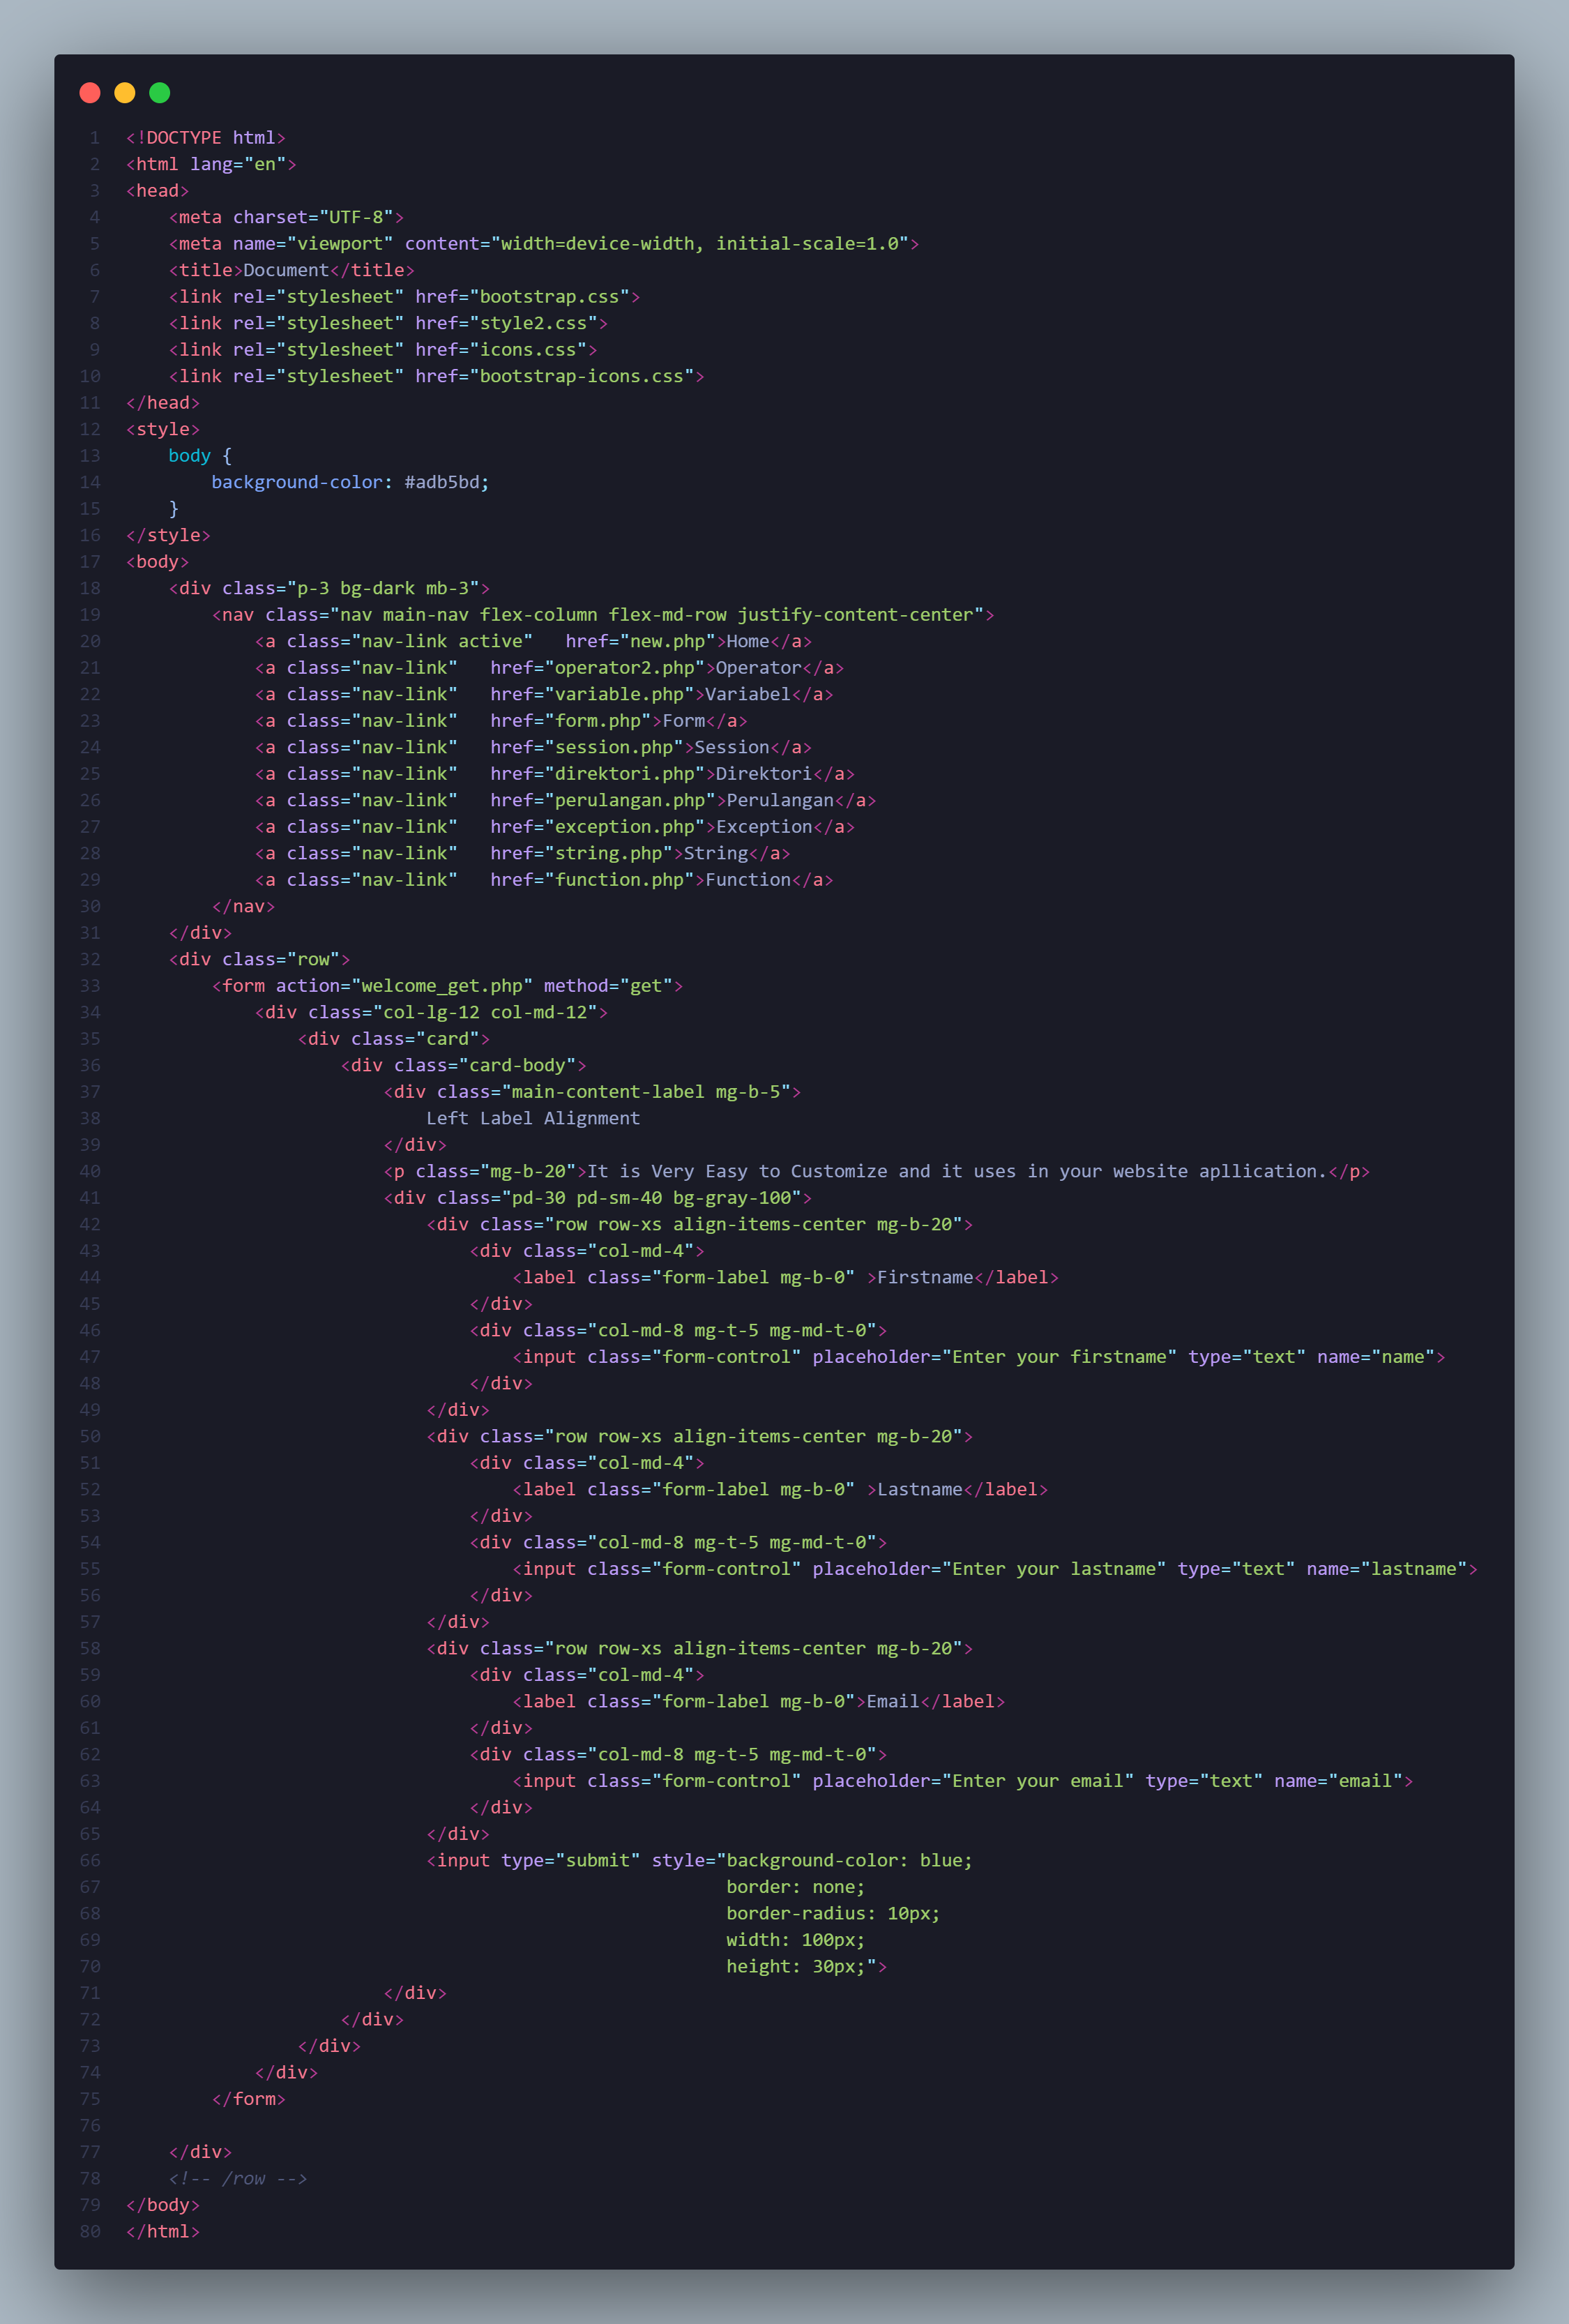 1 <!DOCTYPE html>
2 <html lang="en">
3 <head>
4     <meta charset="UTF-8">
5     <meta name="viewport" content="width=device-width, initial-scale=1.0">
6     <title>Document</title>
7     <link rel="stylesheet" href="bootstrap.css">
8     <link rel="stylesheet" href="style2.css">
9     <link rel="stylesheet" href="icons.css">
10     <link rel="stylesheet" href="bootstrap-icons.css">
11 </head>
12 <style>
13     body {
14         background-color: #adb5bd;
15     }
16 </style>
17 <body>
18     <div class="p-3 bg-dark mb-3">
19         <nav class="nav main-nav flex-column flex-md-row justify-content-center">
20             <a class="nav-link active"   href="new.php">Home</a>
21             <a class="nav-link"   href="operator2.php">Operator</a>
22             <a class="nav-link"   href="variable.php">Variabel</a>
23             <a class="nav-link"   href="form.php">Form</a>
24             <a class="nav-link"   href="session.php">Session</a>
25             <a class="nav-link"   href="direktori.php">Direktori</a>
26             <a class="nav-link"   href="perulangan.php">Perulangan</a>
27             <a class="nav-link"   href="exception.php">Exception</a>
28             <a class="nav-link"   href="string.php">String</a>
29             <a class="nav-link"   href="function.php">Function</a>
30         </nav>
31     </div>
32     <div class="row">
33         <form action="welcome_get.php" method="get">
34             <div class="col-lg-12 col-md-12">
35                 <div class="card">
36                     <div class="card-body">
37                         <div class="main-content-label mg-b-5">
38                             Left Label Alignment
39                         </div>
40                         <p class="mg-b-20">It is Very Easy to Customize and it uses in your website apllication.</p>
41                         <div class="pd-30 pd-sm-40 bg-gray-100">
42                             <div class="row row-xs align-items-center mg-b-20">
43                                 <div class="col-md-4">
44                                     <label class="form-label mg-b-0" >Firstname</label>
45                                 </div>
46                                 <div class="col-md-8 mg-t-5 mg-md-t-0">
47                                     <input class="form-control" placeholder="Enter your firstname" type="text" name="name">
48                                 </div>
49                             </div>
50                             <div class="row row-xs align-items-center mg-b-20">
51                                 <div class="col-md-4">
52                                     <label class="form-label mg-b-0" >Lastname</label>
53                                 </div>
54                                 <div class="col-md-8 mg-t-5 mg-md-t-0">
55                                     <input class="form-control" placeholder="Enter your lastname" type="text" name="lastname">
56                                 </div>
57                             </div>
58                             <div class="row row-xs align-items-center mg-b-20">
59                                 <div class="col-md-4">
60                                     <label class="form-label mg-b-0">Email</label>
61                                 </div>
62                                 <div class="col-md-8 mg-t-5 mg-md-t-0">
63                                     <input class="form-control" placeholder="Enter your email" type="text" name="email">
64                                 </div>
65                             </div>
66                             <input type="submit" style="background-color: blue;
67                                                         border: none;
68                                                         border-radius: 10px;
69                                                         width: 100px;
70                                                         height: 30px;">
71                         </div>
72                     </div>
73                 </div>
74             </div>
75         </form>
76
77     </div>
78     <!-- /row -->
79 </body>
80 </html>